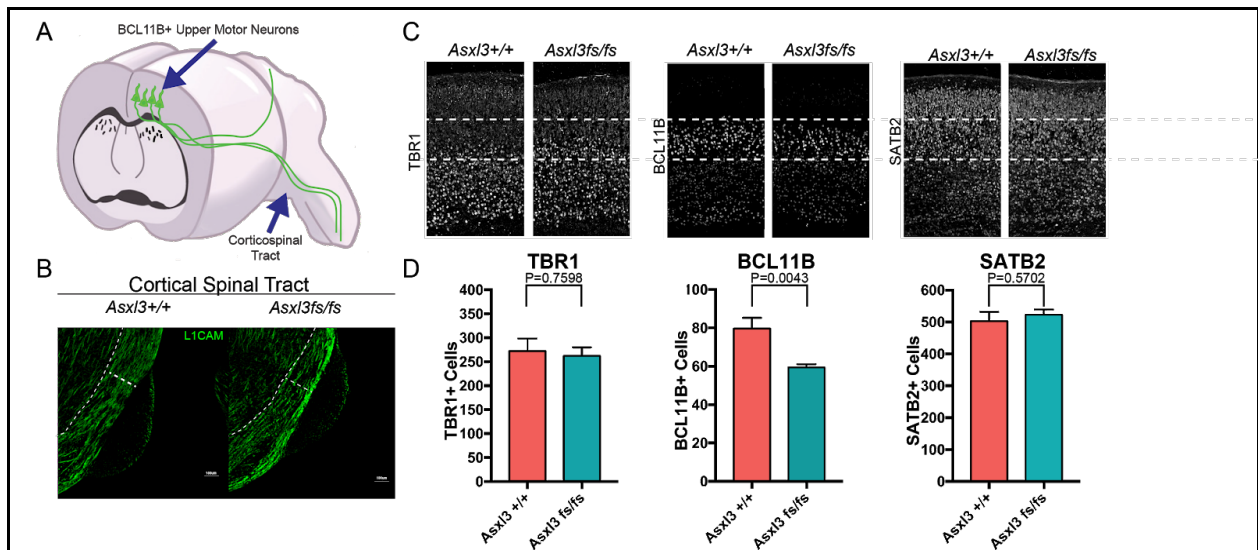 A
BCL11B+ Upper Motor Neurons
Corticospinal
Tract
B
Cortical Spinal Tract
Asxl3+/+ Asxl3fs/fs
L1CAM
100um 100um
C
Asxl3+/+ Asxl3fs/fs
TBR1
Asxl3+/+ Asxl3fs/fs
BCL11B
Asxl3+/+ Asxl3fs/fs
SATB2
D
TBR1
P=0.7598
TBR1+ Cells
400
350
300
250
200
150
100
50
0
Asxl3 +/+
Asxl3 fs/fs
BCL11B
P=0.0043
BCL11B+ Cells
100
80
60
40
20
0
Asxl3 +/+
Asxl3 fs/fs
SATB2
P=0.5702
SATB2+ Cells
600
500
400
300
200
100
0
Asxl3 +/+
Asxl3 fs/fs